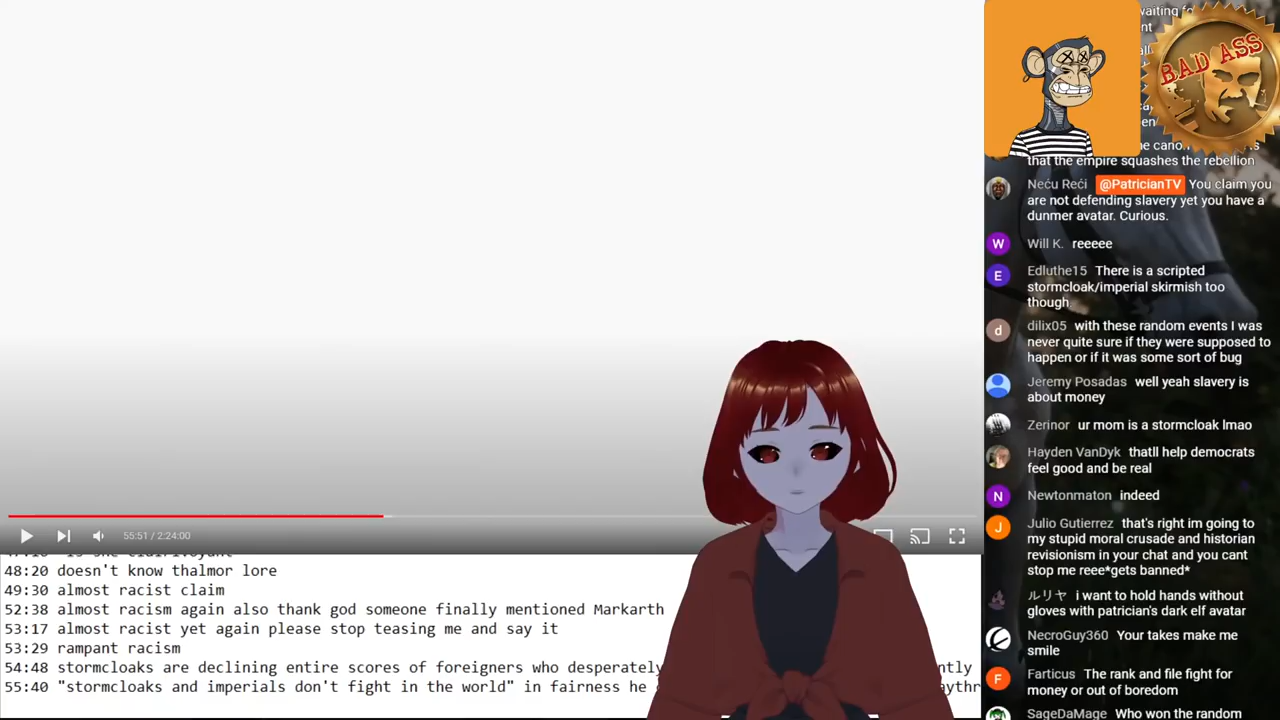 waiting for
BAD ASS
that the empire squashes the rebellion
Neću Reći @PatricianTV You claim you
are not defending slavery yet you have a
dunmer avatar. Curious.
W Will K. reeeee
E Edluthe15 There is a scripted
stormcloak/imperial skirmish too
though
d dilix05 with these random events I was
never quite sure if they were supposed to
happen or if it was some sort of bug
Jeremy Posadas well yeah slavery is
about money
Zerinor ur mom is a stormcloak lmao
Hayden VanDyk thatll help democrats
feel good and be real
N Newtonmaton indeed
J Julio Gutierrez that's right im going to
my stupid moral crusade and historian
revisionism in your chat and you cant
stop me reee*gets banned*
ルリヤ i want to hold hands without
gloves with patrician's dark elf avatar
NecroGuy360 Your takes make me
smile
F Farticus The rank and file fight for
money or out of boredom
SageDaMage Who won the random
55:51 / 2:24:00
48:20 doesn't know thalmor lore
49:30 almost racist claim
52:38 almost racism again also thank god someone finally mentioned Markarth
53:17 almost racist yet again please stop teasing me and say it
53:29 rampant racism
54:48 stormcloaks are declining entire scores of foreigners who desperately
55:40 "stormcloaks and imperials don't fight in the world" in fairness he